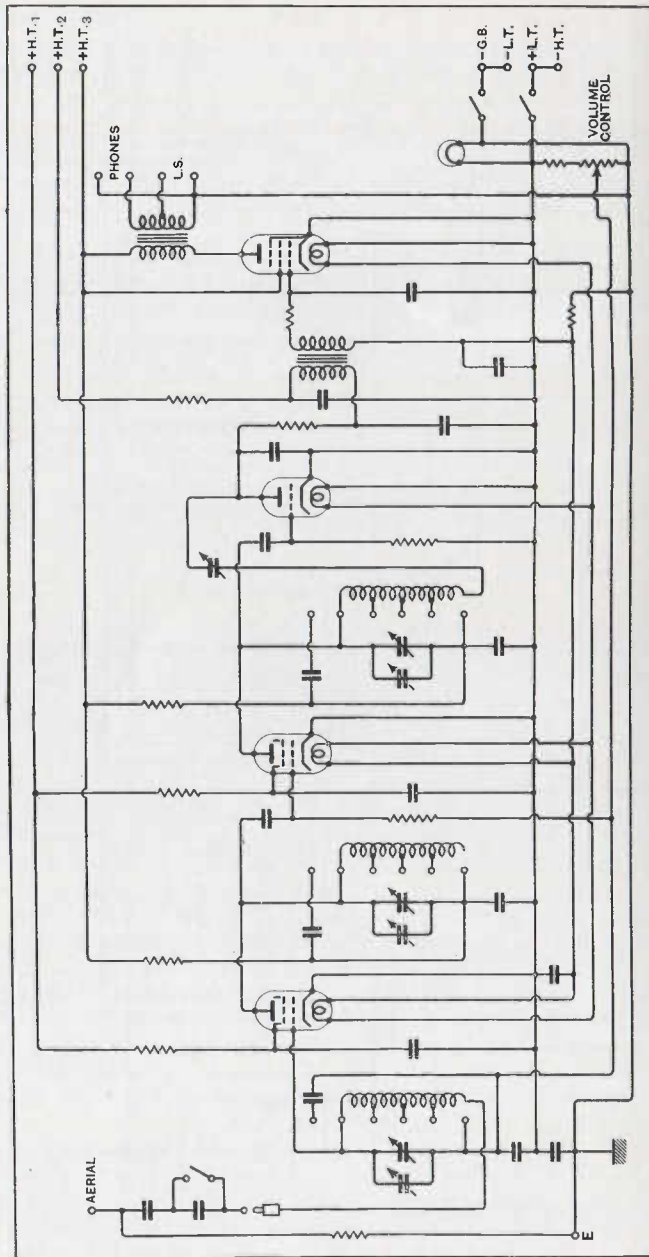 +H.T.1
+H.T.2
+H.T.3
PHONES
L.S.
-G.B.
-L.T.
+L.T.
-H.T.
VOLUME
CONTROL
AERIAL
E